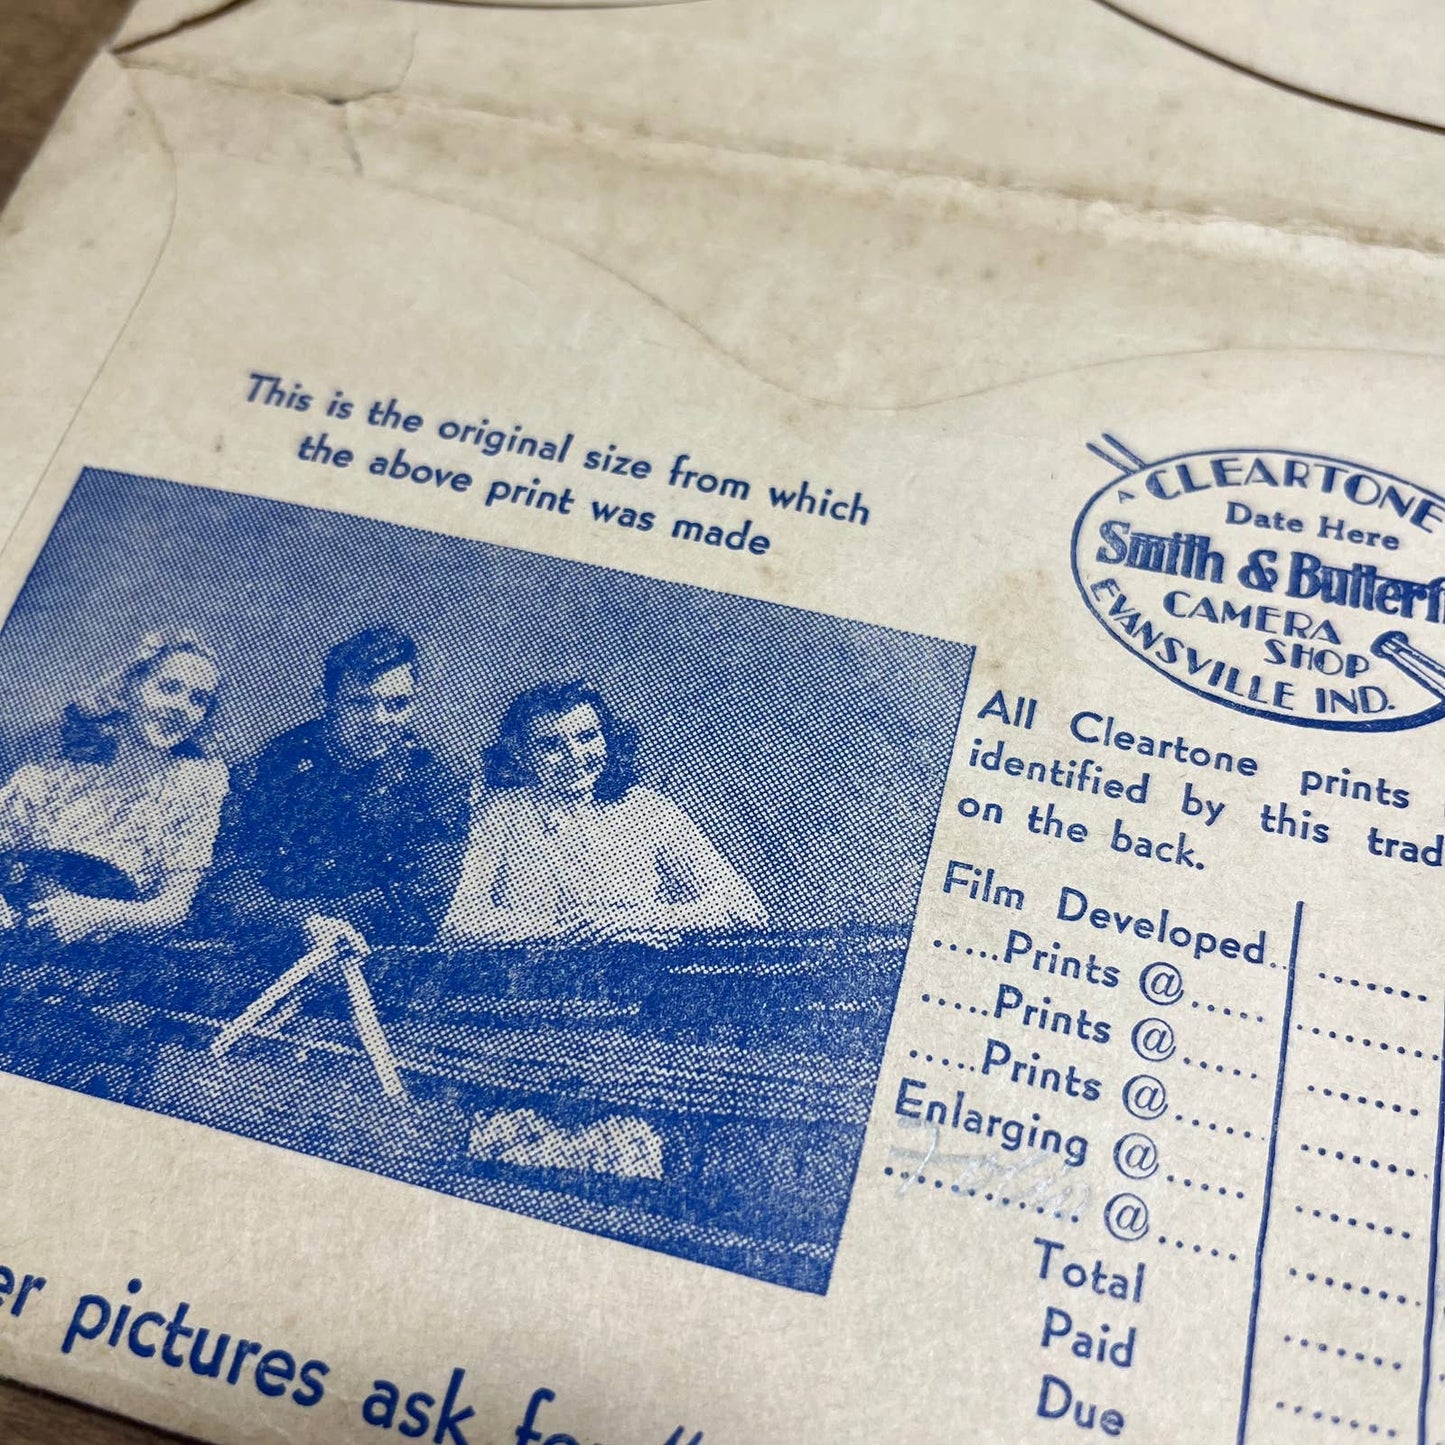 This is the original size from which
the above print was made
A CLEARTONE
Date Here
Smith & Butterfi
CAMERA
SHOP
EVANSVILLE IND.
All Cleartone prints
identified by this trad
on the back.
Film Developed..
.....Prints @......
.....Prints @......
.....Prints @......
Enlarging @......
............. @......
Total
Paid
Due
er pictures ask for "